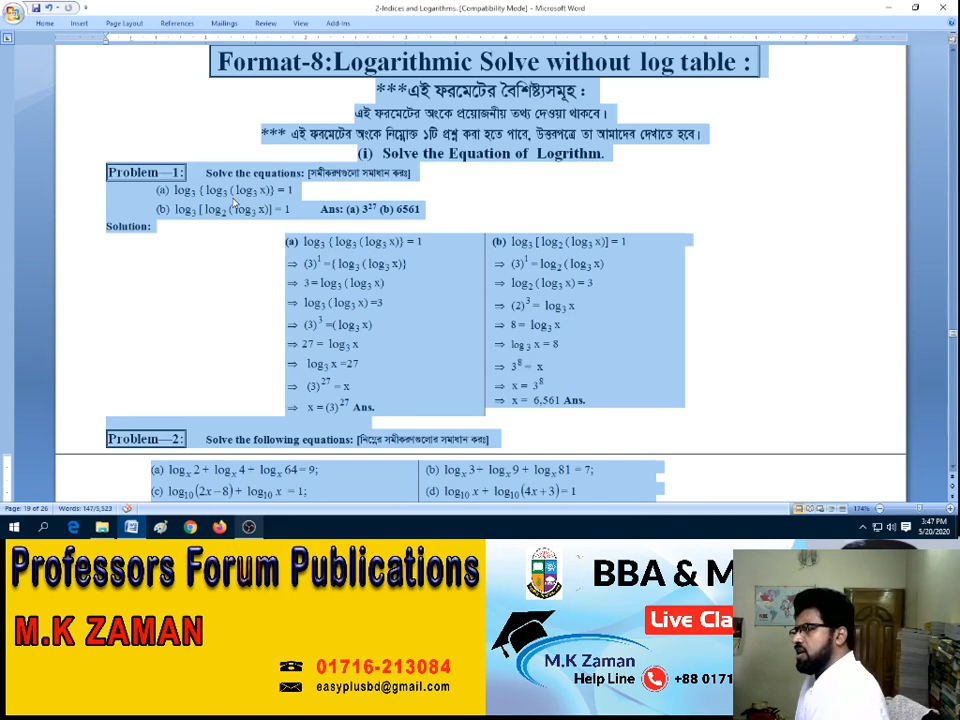 2-Indices and Logarithms. [Compatibility Mode] - Microsoft Word
Home Insert Page Layout References Mailings Review View Add-Ins
Format-8:Logarithmic Solve without log table :
***এই ফরমেটের বৈশিষ্ট্যসমূহ :
এই ফরমেটের অংকে প্রয়োজনীয় তথ্য দেওয়া থাকবে।
*** এই ফরমেটের অংকে নিম্নোক্ত ১টি প্রশ্ন করা হতে পারে, উত্তরপত্রে তা আমাদের দেখাতে হবে।
(i) Solve the Equation of Logrithm.
Problem—1: Solve the equations: [সমীকরণগুলো সমাধান করঃ]
(a) log₃ { log₃ ( log₃ x)} = 1
(b) log₃ [ log₂ ( log₃ x)] = 1 Ans: (a) 3²⁷ (b) 6561
Solution:
(a) log₃ { log₃ ( log₃ x)} = 1
⇒ (3)¹ ={ log₃ ( log₃ x)}
⇒ 3 = log₃ ( log₃ x)
⇒ log₃ ( log₃ x) =3
⇒ (3)³ =( log₃ x)
⇒ 27 = log₃ x
⇒ log₃ x =27
⇒ (3)²⁷ = x
⇒ x = (3)²⁷ Ans.
(b) log₃ [ log₂ ( log₃ x)] = 1
⇒ (3)¹ = log₂ ( log₃ x)
⇒ log₂ ( log₃ x) = 3
⇒ (2)³ = log₃ x
⇒ 8 = log₃ x
⇒ log₃ x = 8
⇒ 3⁸ = x
⇒ x = 3⁸
⇒ x = 6,561 Ans.
Problem—2: Solve the following equations: [নিম্নের সমীকরণগুলোর সমাধান করঃ]
(a) logₓ 2 + logₓ 4 + logₓ 64 = 9; (b) logₓ 3 + logₓ 9 + logₓ 81 = 7;
(c) log₁₀ (2x − 8) + log₁₀ x = 1; (d) log₁₀ x + log₁₀ (4x + 3) = 1
Page: 19 of 26 Words: 147/5,523 174%
3:47 PM
5/20/2020
Professors Forum Publications
M.K ZAMAN
01716-213084
easyplusbd@gmail.com
BBA & M
Live Cla
M.K Zaman
Help Line +88 0171